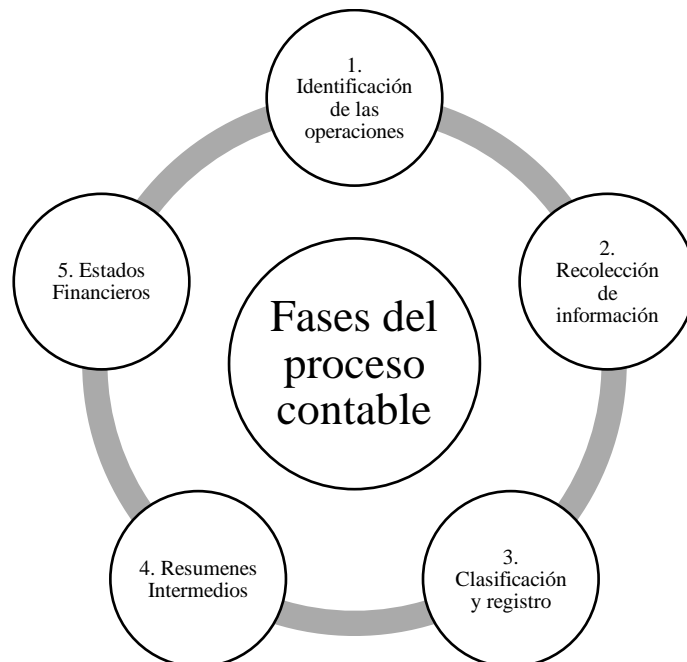 1.
Identificación
de las
operaciones
2.
Recolección
de
información
3.
Clasificación
y registro
4. Resumenes
Intermedios
5. Estados
Financieros
Fases del
proceso
contable